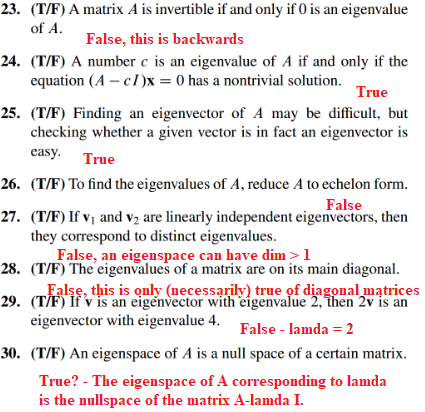 23. (T/F) A matrix A is invertible if and only if 0 is an eigenvalue
of A.
False, this is backwards
24. (T/F) A number c is an eigenvalue of A if and only if the
equation (A − cI)x = 0 has a nontrivial solution.
True
25. (T/F) Finding an eigenvector of A may be difficult, but
checking whether a given vector is in fact an eigenvector is
easy.
True
26. (T/F) To find the eigenvalues of A, reduce A to echelon form.
False
27. (T/F) If v₁ and v₂ are linearly independent eigenvectors, then
they correspond to distinct eigenvalues.
False, an eigenspace can have dim > 1
28. (T/F) The eigenvalues of a matrix are on its main diagonal.
False, this is only (necessarily) true of diagonal matrices
29. (T/F) If v is an eigenvector with eigenvalue 2, then 2v is an
eigenvector with eigenvalue 4.
False - lamda = 2
30. (T/F) An eigenspace of A is a null space of a certain matrix.
True? - The eigenspace of A corresponding to lamda
is the nullspace of the matrix A-lamda I.